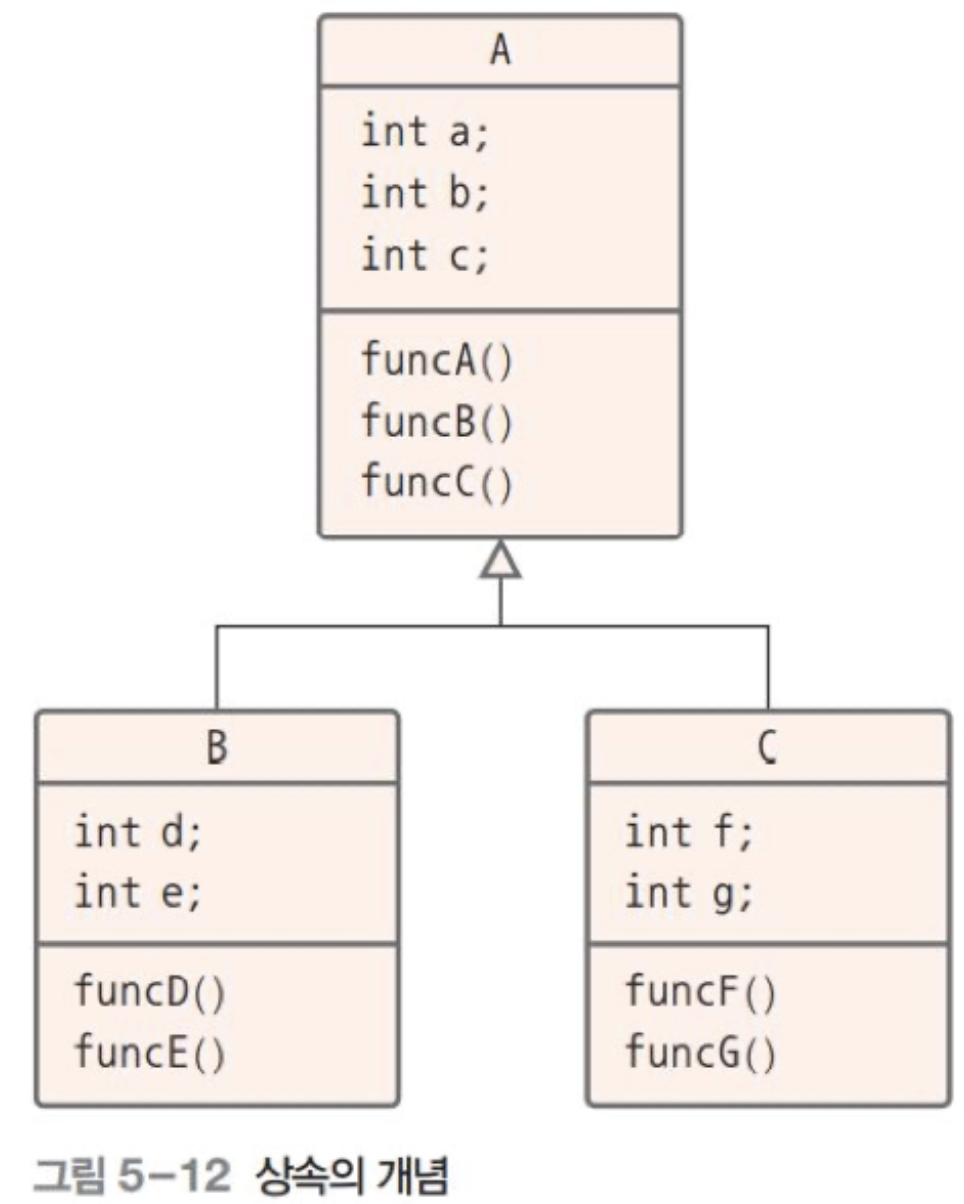 A
int a;
int b;
int c;
funcA()
funcB()
funcC()
B
int d;
int e;
funcD()
funcE()
C
int f;
int g;
funcF()
funcG()
그림 5-12 상속의 개념